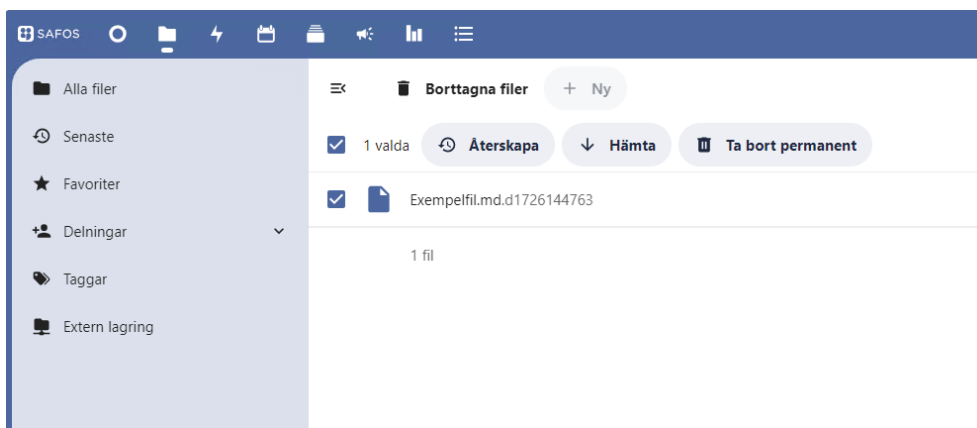 SAFOS
Alla filer
Senaste
Favoriter
Delningar
Taggar
Extern lagring
Borttagna filer + Ny
1 valda Återskapa Hämta Ta bort permanent
Exempelfil.md.d1726144763
1 fil